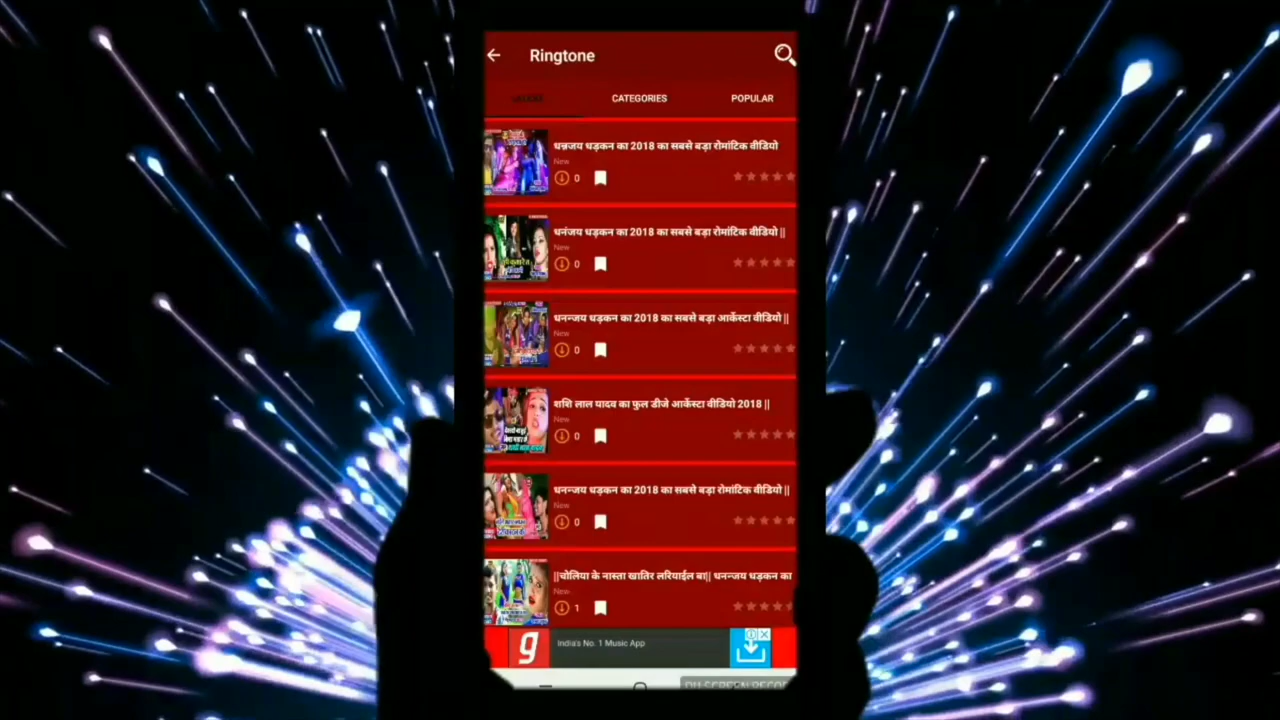 Ringtone
CATEGORIES
POPULAR
धन्नजय धड़कन का 2018 का सबसे बड़ा रोमांटिक वीडियो
New
0
धनंजय धड़कन का 2018 का सबसे बड़ा रोमांटिक वीडियो ||
New
0
धनन्जय धड़कन का 2018 का सबसे बड़ा आर्केस्टा वीडियो ||
New
0
शशि लाल यादव का फुल डीजे आर्केस्टा वीडियो 2018 ||
New
0
धनन्जय धड़कन का 2018 का सबसे बड़ा रोमांटिक वीडियो ||
New
0
||चोलिया के नास्ता खातिर लरियाईल बा|| धनन्जय धड़कन का
New
1
g
India's No. 1 Music App